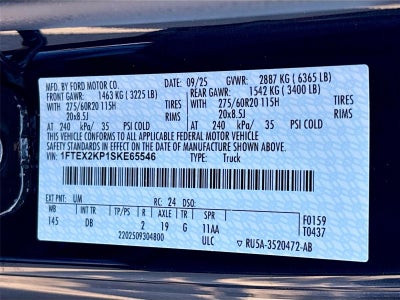 MFD. BY FORD MOTOR CO. 09/25 GVWR: 2887 KG ( 6365 LB)
FRONT GAWR: 1463 KG ( 3225 LB) REAR GAWR: 1542 KG ( 3400 LB)
WITH WITH
275/60R20 115H TIRES 275/60R20 115H TIRES
20x8.5J RIMS 20x8.5J RIMS
AT 240 kPa/ 35 PSI COLD AT 240 kPa/ 35 PSI COLD
THIS VEHICLE CONFORMS TO ALL APPLICABLE FEDERAL MOTOR VEHICLE
SAFETY STANDARDS IN EFFECT ON THE DATE OF MANUFACTURE SHOWN ABOVE.
VIN: 1FTEX2KP1SKE65546 TYPE: Truck
EXT PNT: UM RC: 24 DSO:
WB INT TR TP/PS R AXLE TR SPR F0159
145 DB 2 19 G 11AA T0437
2202509304800 ULC RU5A-3520472-AB